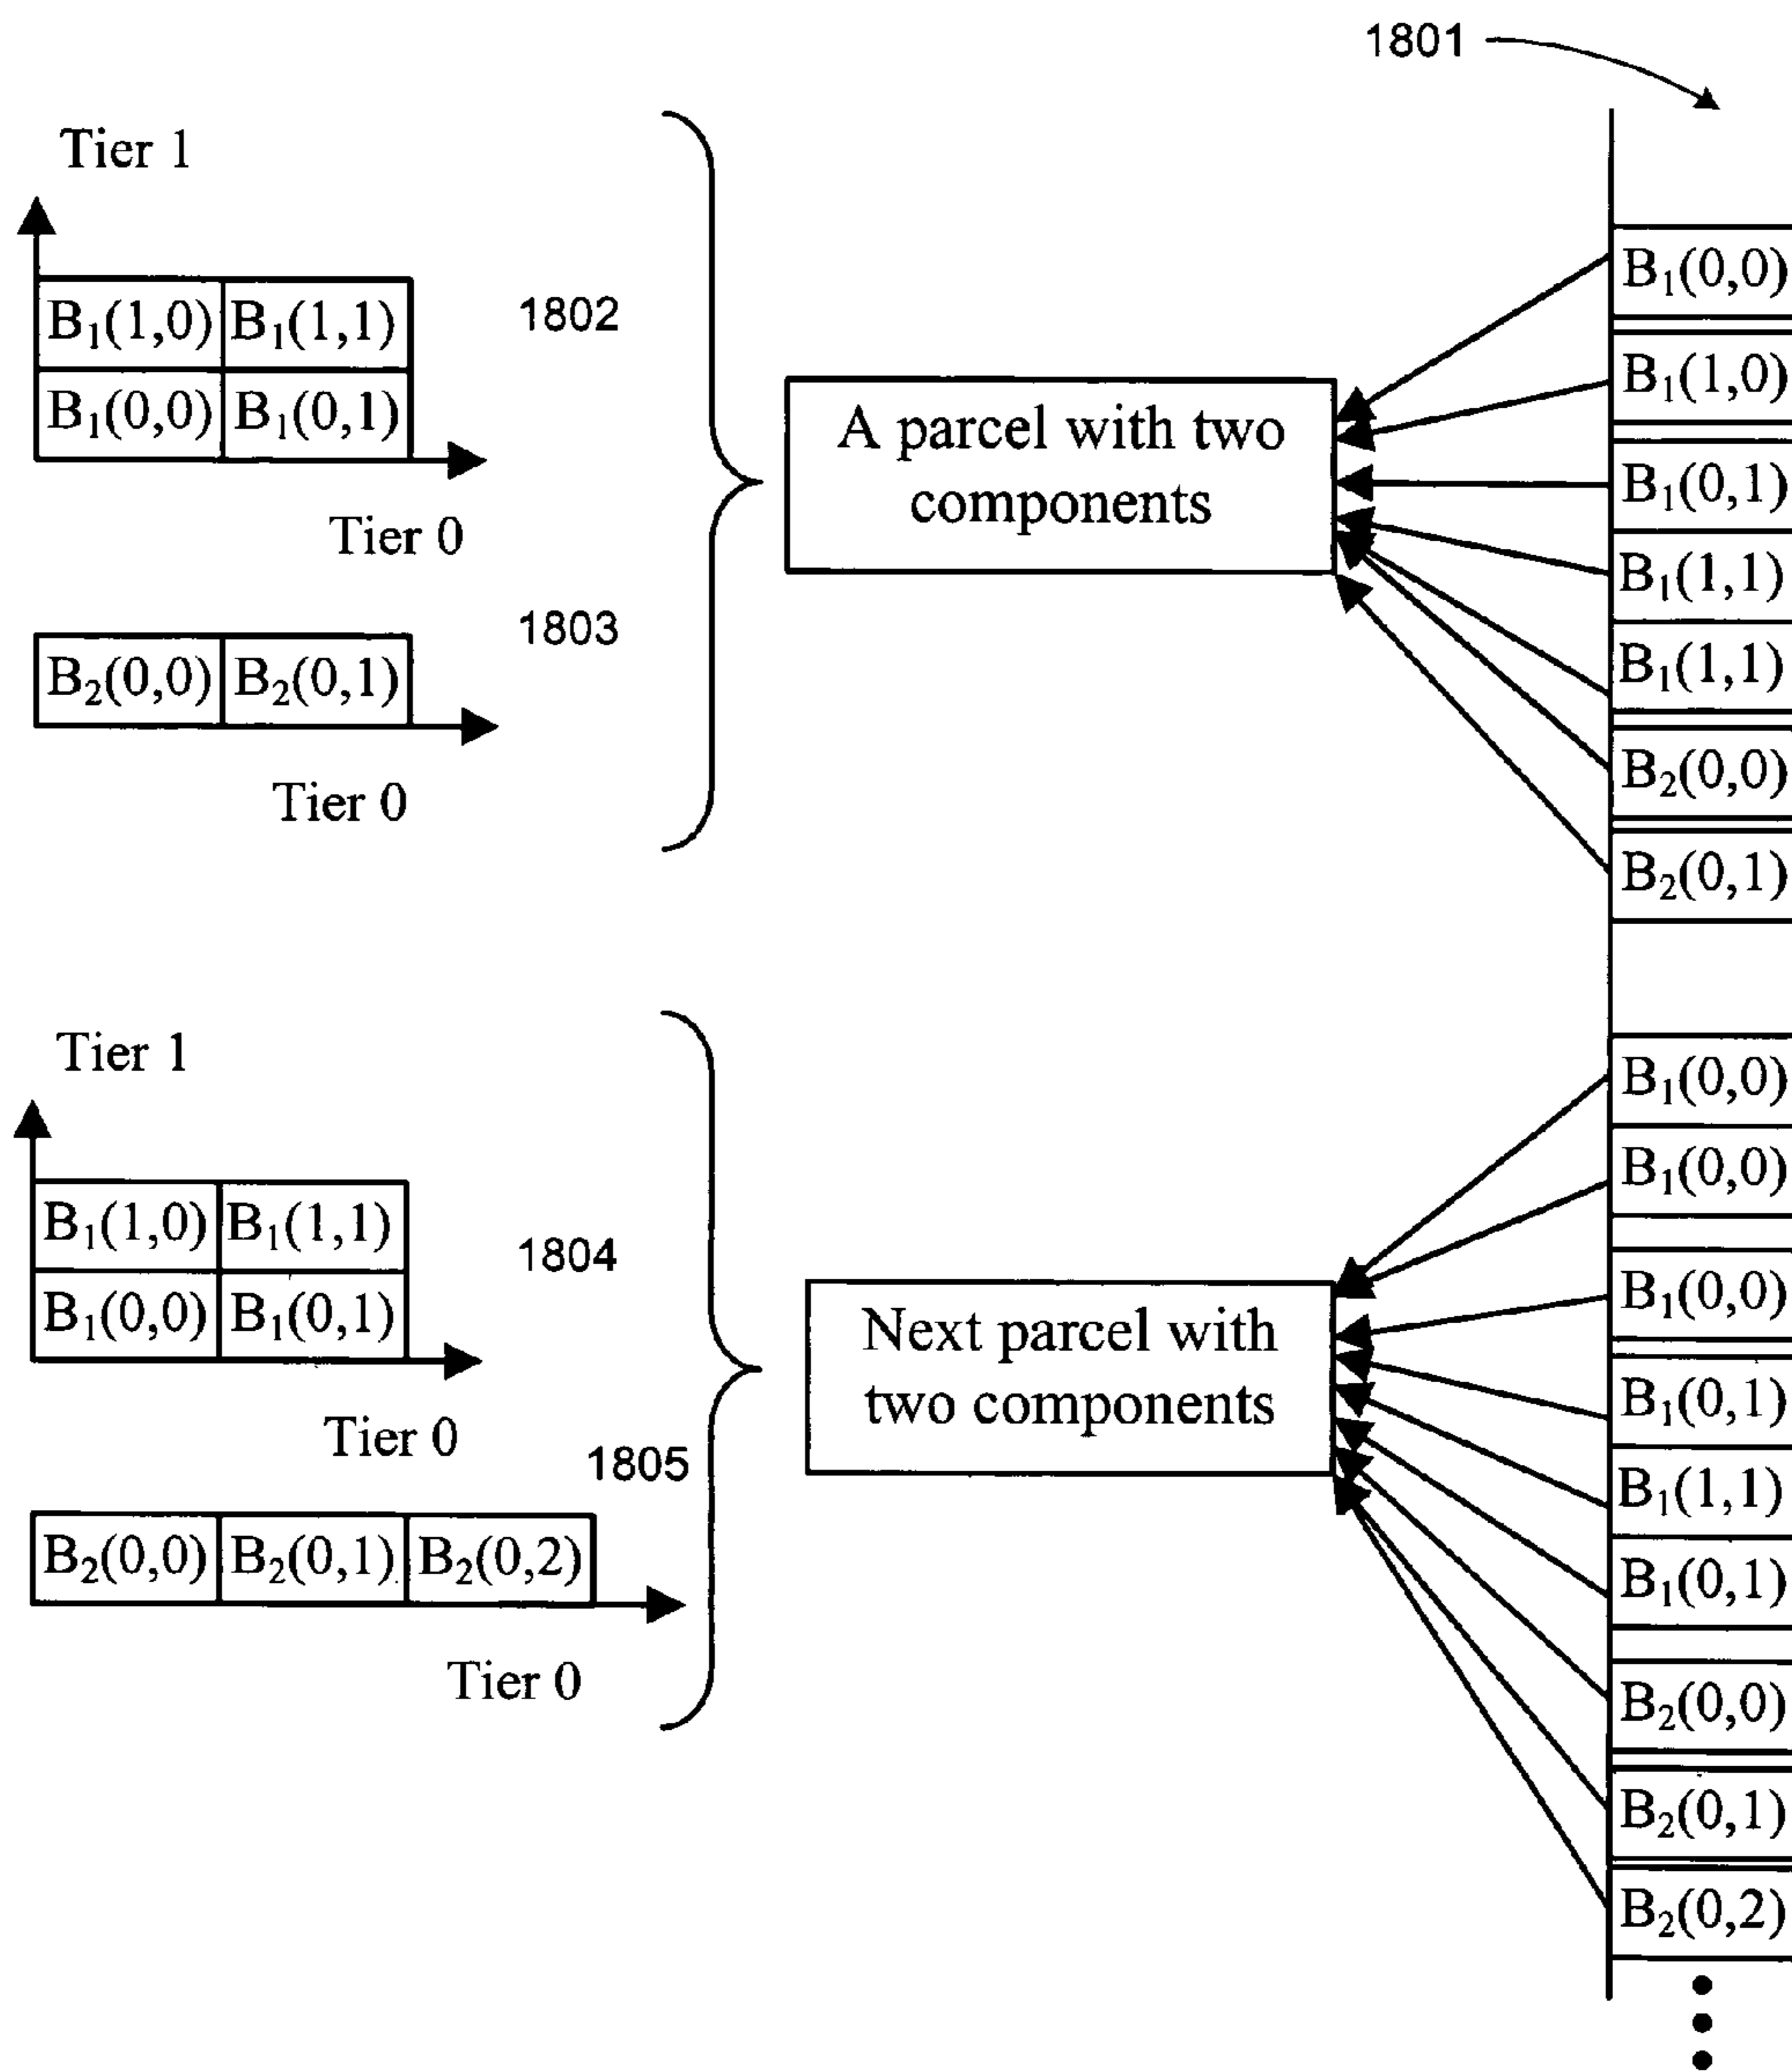 1801
Tier 1
B₁(1,0) B₁(1,1)
B₁(0,0) B₁(0,1)
1802
Tier 0
B₂(0,0) B₂(0,1)
1803
Tier 0
A parcel with two
components
B₁(0,0)
B₁(1,0)
B₁(0,1)
B₁(1,1)
B₁(1,1)
B₂(0,0)
B₂(0,1)
Tier 1
B₁(1,0) B₁(1,1)
B₁(0,0) B₁(0,1)
1804
Tier 0
1805
B₂(0,0) B₂(0,1) B₂(0,2)
Tier 0
Next parcel with
two components
B₁(0,0)
B₁(0,0)
B₁(0,0)
B₁(0,1)
B₁(1,1)
B₁(0,1)
B₂(0,0)
B₂(0,1)
B₂(0,2)